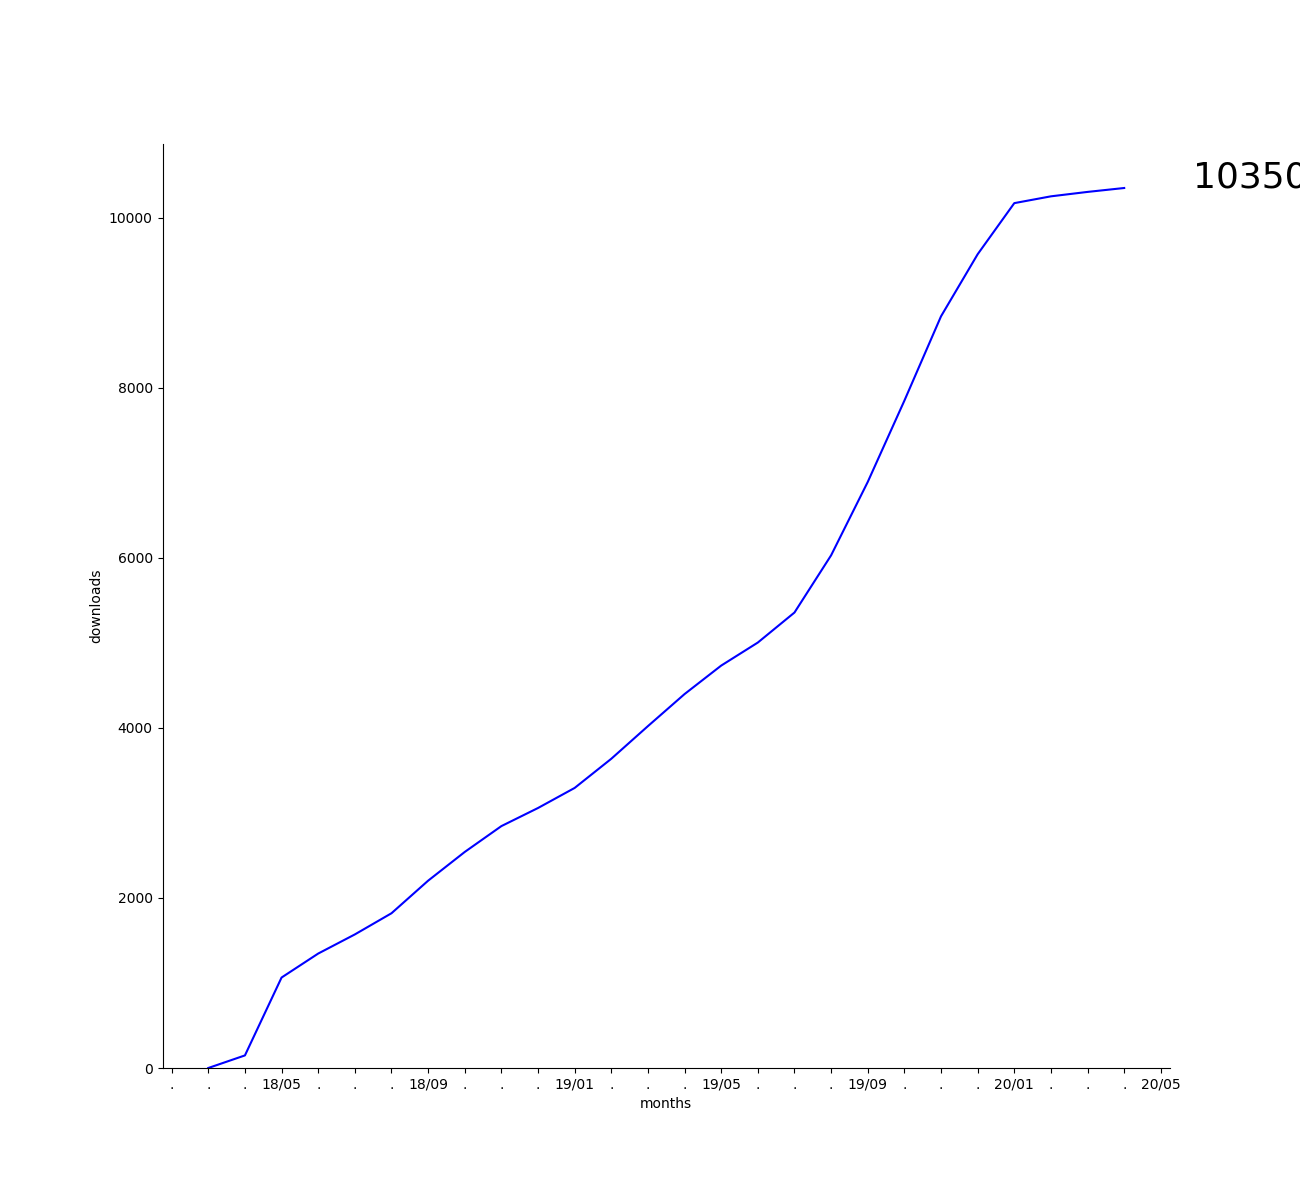 10350
10000
8000
6000
4000
2000
0
downloads
. . . 18/05 . . . 18/09 . . . 19/01 . . . 19/05 . . . 19/09 . . . 20/01 . . . 20/05
months